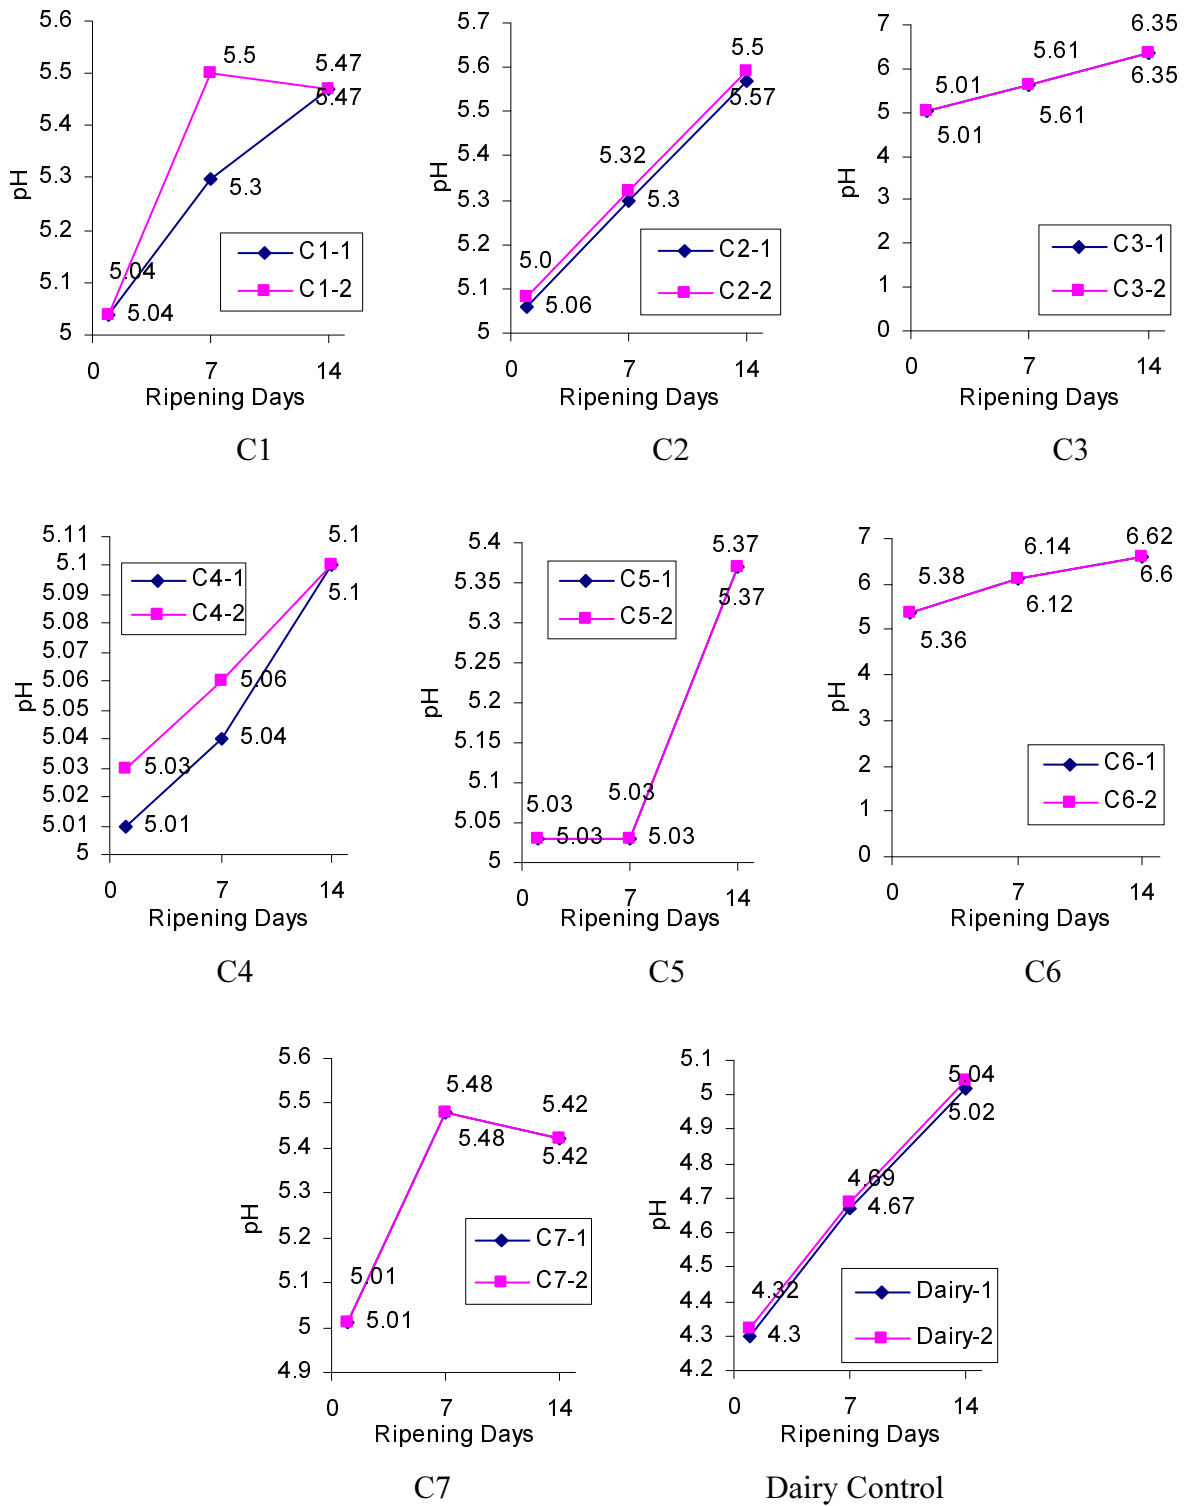 5.6
5.5
5.4
5.3
5.2
5.1
5
pH
5.5
5.47
5.47
5.3
5.04
5.04
C1-1
C1-2
0 7 14
Ripening Days
C1
5.7
5.6
5.5
5.4
5.3
5.2
5.1
5
pH
5.5
5.57
5.32
5.3
5.0
5.06
C2-1
C2-2
0 7 14
Ripening Days
C2
7
6
5
4
3
2
1
0
pH
6.35
6.35
5.61
5.61
5.01
5.01
C3-1
C3-2
0 7 14
Ripening Days
C3
5.11
5.1
5.09
5.08
5.07
5.06
5.05
5.04
5.03
5.02
5.01
5
pH
5.1
5.1
5.06
5.04
5.03
5.01
C4-1
C4-2
0 7 14
Ripening Days
C4
5.4
5.35
5.3
5.25
5.2
5.15
5.1
5.05
5
pH
5.37
5.37
5.03
5.03
5.03
5.03
C5-1
C5-2
0 7 14
Ripening Days
C5
7
6
5
4
3
2
1
0
pH
6.62
6.6
6.14
6.12
5.38
5.36
C6-1
C6-2
0 7 14
Ripening Days
C6
5.6
5.5
5.4
5.3
5.2
5.1
5
4.9
pH
5.48
5.48
5.42
5.42
5.01
5.01
C7-1
C7-2
0 7 14
Ripening Days
C7
5.1
5
4.9
4.8
4.7
4.6
4.5
4.4
4.3
4.2
pH
5.04
5.02
4.69
4.67
4.32
4.3
Dairy-1
Dairy-2
0 7 14
Ripening Days
Dairy Control